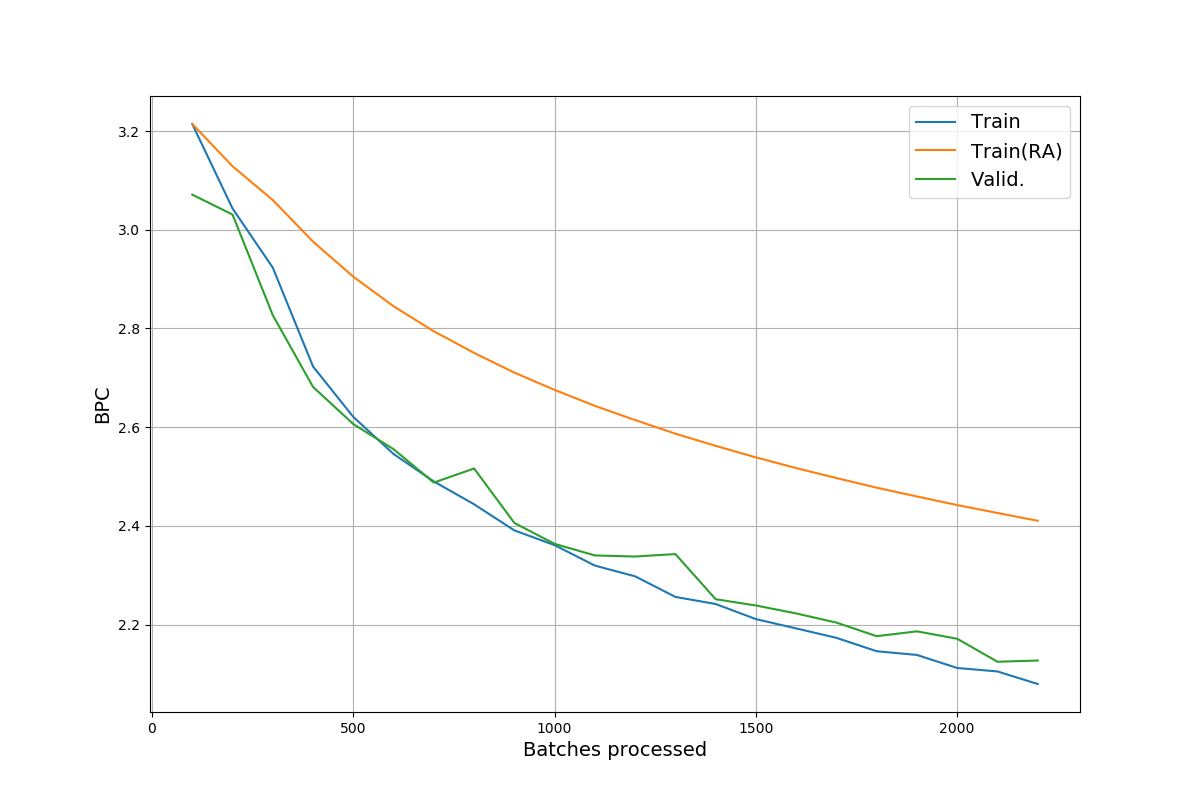 Train
Train(RA)
Valid.
BPC
3.2
3.0
2.8
2.6
2.4
2.2
0
500
1000
1500
2000
Batches processed